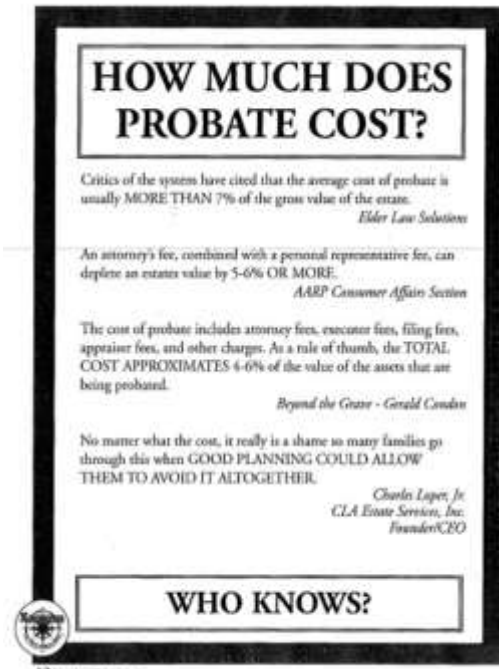 HOW MUCH DOES
PROBATE COST?
Critics of the system have cited that the average cost of probate is
usually MORE THAN 7% of the gross value of the estate.
Elder Law Solutions
An attorney's fee, combined with a personal representative fee, can
deplete an estates value by 5-6% OR MORE.
AARP Consumer Affairs Section
The cost of probate includes attorney fees, executor fees, filing fees,
appraiser fees, and other charges. As a rule of thumb, the TOTAL
COST APPROXIMATES 4-6% of the value of the assets that are
being probated.
Beyond the Grave - Gerald Condon
No matter what the cost, it really is a shame so many families go
through this when GOOD PLANNING COULD ALLOW
THEM TO AVOID IT ALTOGETHER.
Charles Loper, Jr.
CLA Estate Services, Inc.
Founder/CEO
WHO KNOWS?